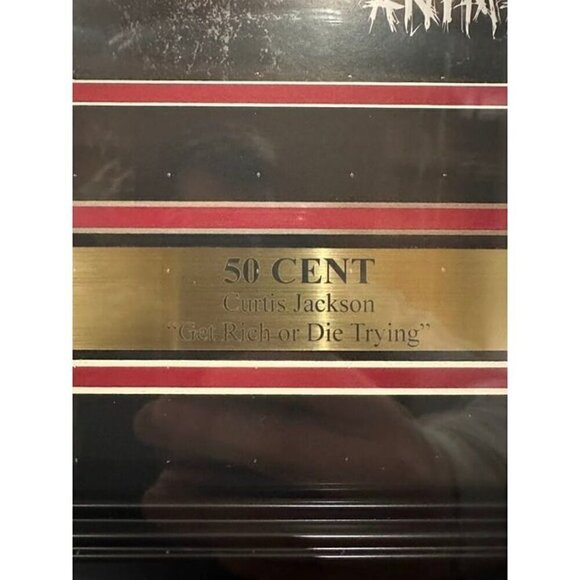 50 CENT
Curtis Jackson
“Get Rich or Die Trying”